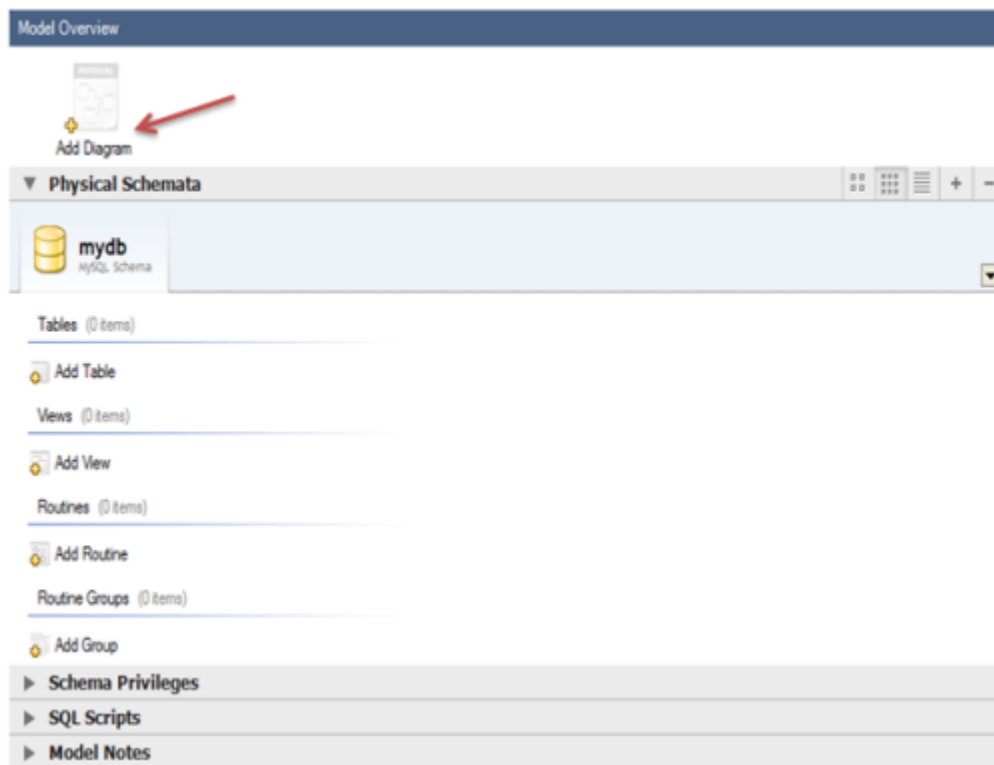 Model Overview
PHYSICAL
Add Diagram
Physical Schemata
mydb
MySQL Schema
Tables (0 items)
Add Table
Views (0 items)
Add View
Routines (0 items)
Add Routine
Routine Groups (0 items)
Add Group
Schema Privileges
SQL Scripts
Model Notes